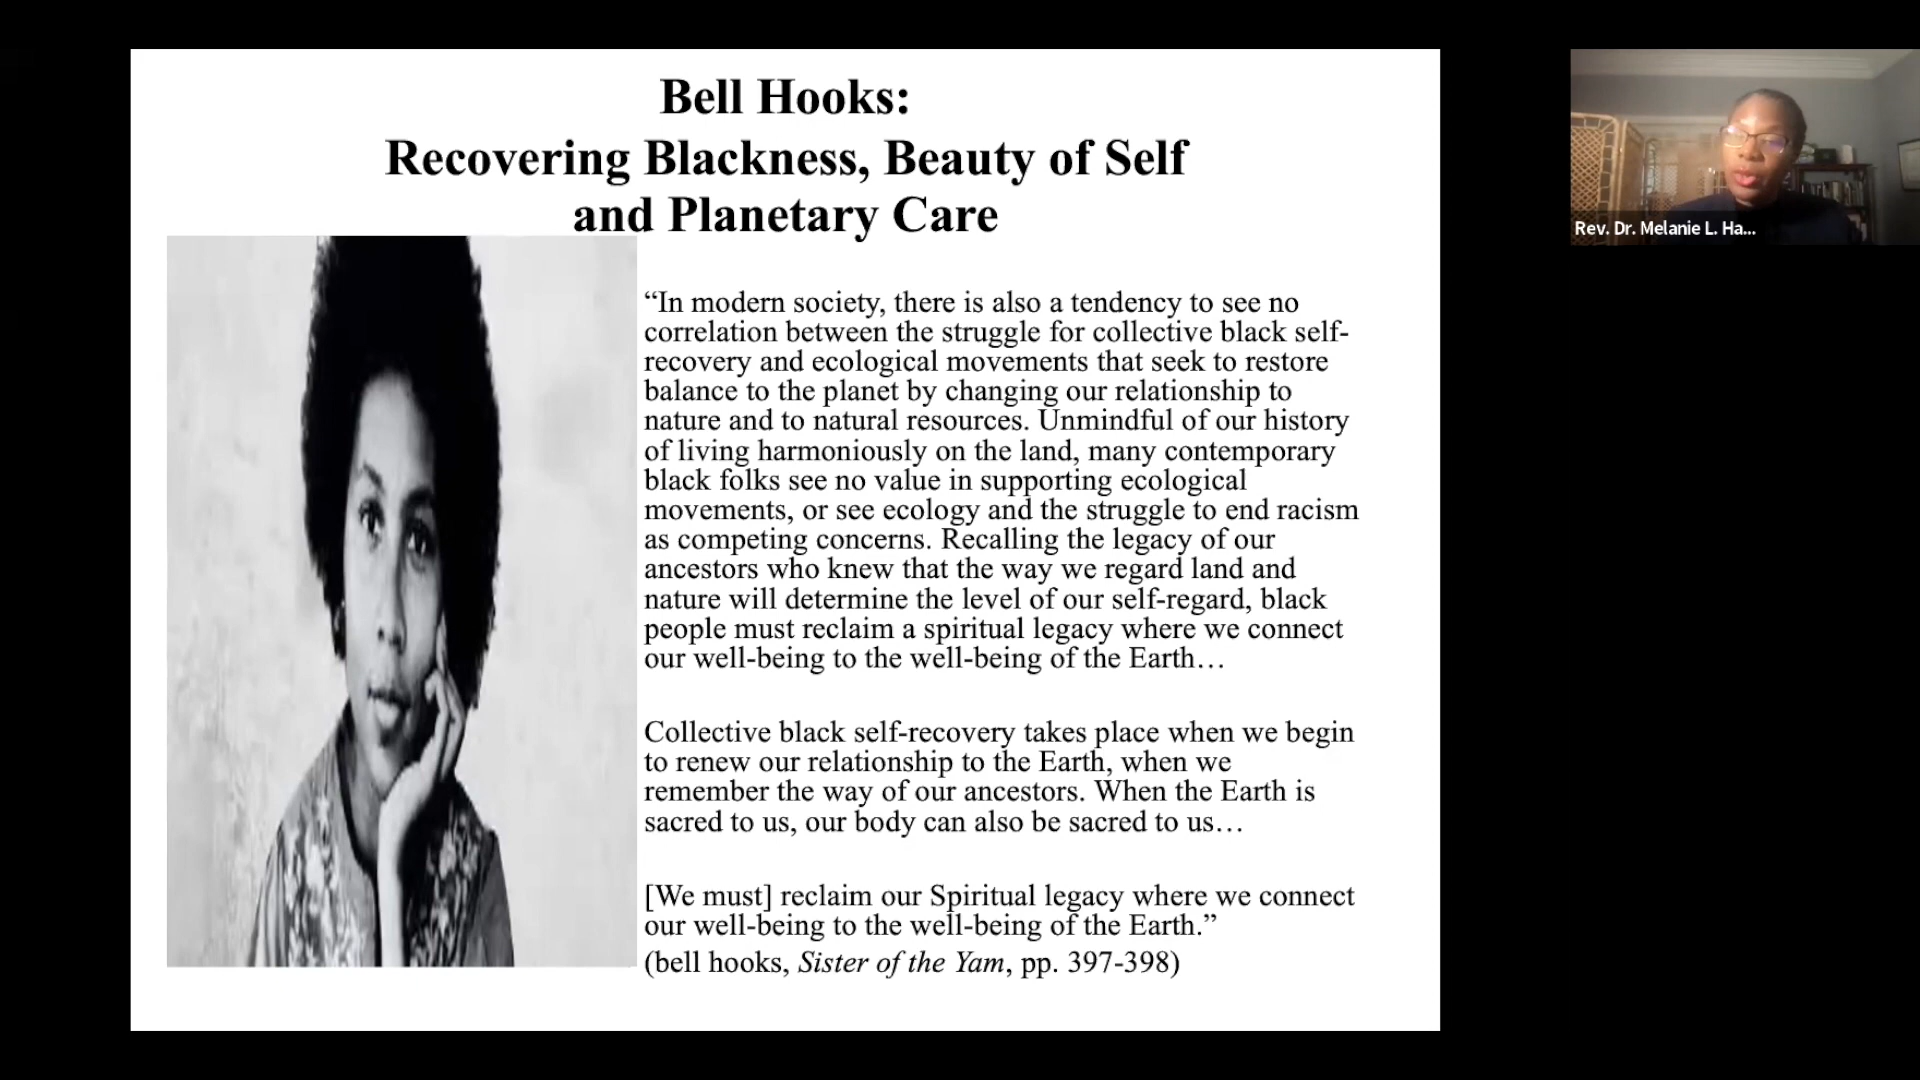 Bell Hooks:
Recovering Blackness, Beauty of Self
and Planetary Care
“In modern society, there is also a tendency to see no
correlation between the struggle for collective black self-
recovery and ecological movements that seek to restore
balance to the planet by changing our relationship to
nature and to natural resources. Unmindful of our history
of living harmoniously on the land, many contemporary
black folks see no value in supporting ecological
movements, or see ecology and the struggle to end racism
as competing concerns. Recalling the legacy of our
ancestors who knew that the way we regard land and
nature will determine the level of our self-regard, black
people must reclaim a spiritual legacy where we connect
our well-being to the well-being of the Earth…
Collective black self-recovery takes place when we begin
to renew our relationship to the Earth, when we
remember the way of our ancestors. When the Earth is
sacred to us, our body can also be sacred to us…
[We must] reclaim our Spiritual legacy where we connect
our well-being to the well-being of the Earth.”
(bell hooks, Sister of the Yam, pp. 397-398)
Rev. Dr. Melanie L. Ha...